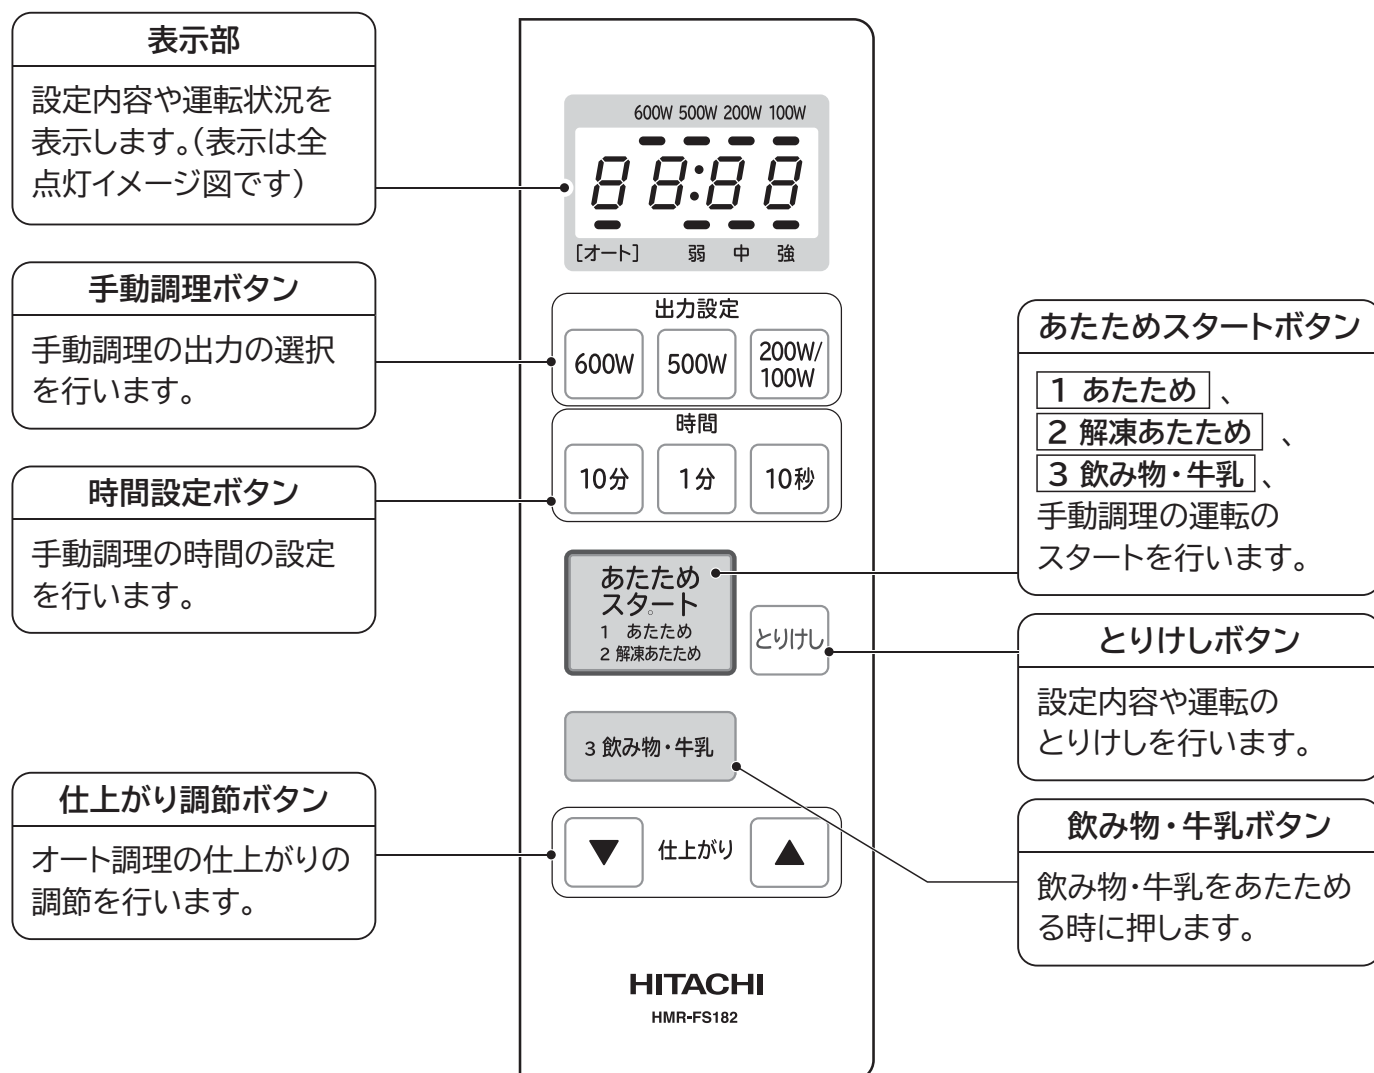 表示部
設定内容や運転状況を
表示します。(表示は全
点灯イメージ図です)
手動調理ボタン
手動調理の出力の選択
を行います。
時間設定ボタン
手動調理の時間の設定
を行います。
仕上がり調節ボタン
オート調理の仕上がりの
調節を行います。
600W 500W 200W 100W
8 8:8 8
[オート] 弱 中 強
出力設定
600W 500W 200W/
100W
時間
10分 1分 10秒
あたため
スタート
1 あたため
2 解凍あたため
とりけし
3 飲み物・牛乳
▼ 仕上がり ▲
HITACHI
HMR-FS182
あたためスタートボタン
1 あたため 、
2 解凍あたため 、
3 飲み物・牛乳 、
手動調理の運転の
スタートを行います。
とりけしボタン
設定内容や運転の
とりけしを行います。
飲み物・牛乳ボタン
飲み物・牛乳をあたため
る時に押します。